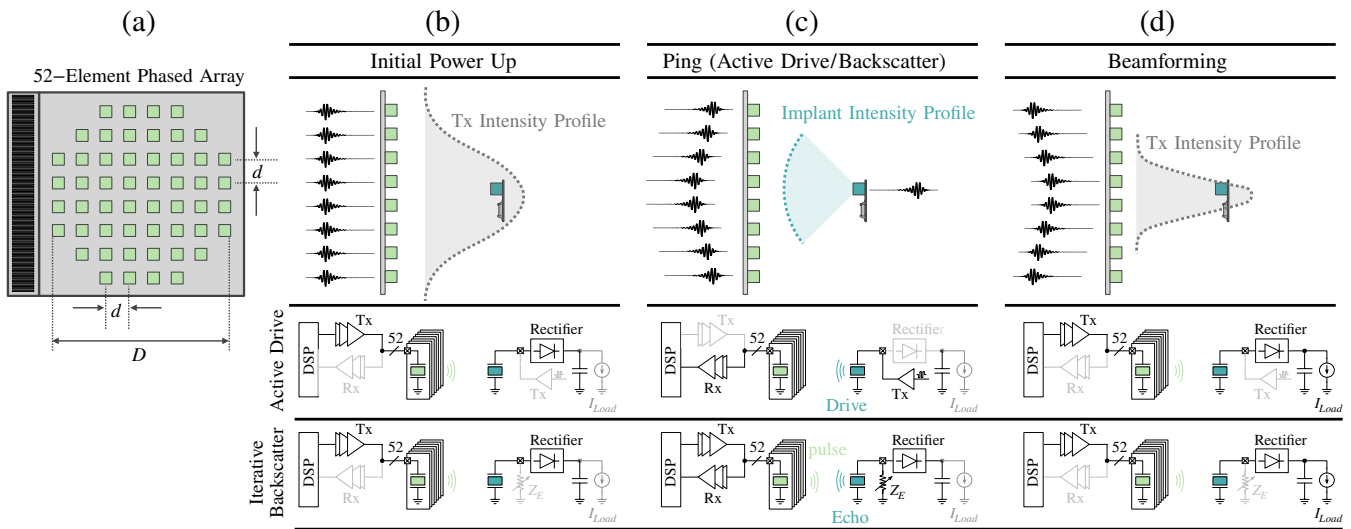 (a)
(b)
(c)
(d)
52−Element Phased Array
d
d
D
Initial Power Up
Ping (Active Drive/Backscatter)
Beamforming
Tx Intensity Profile
Implant Intensity Profile
Tx Intensity Profile
Active Drive
DSP
Tx
Rx
52
Rectifier
Tx
I_Load
DSP
Tx
Rx
52
Drive
Rectifier
Tx
I_Load
DSP
Tx
Rx
52
Rectifier
Tx
I_Load
Iterative
Backscatter
DSP
Tx
Rx
52
Rectifier
Z_E
I_Load
DSP
Tx
Rx
52
pulse
Echo
Rectifier
Z_E
I_Load
DSP
Tx
Rx
52
Rectifier
Z_E
I_Load